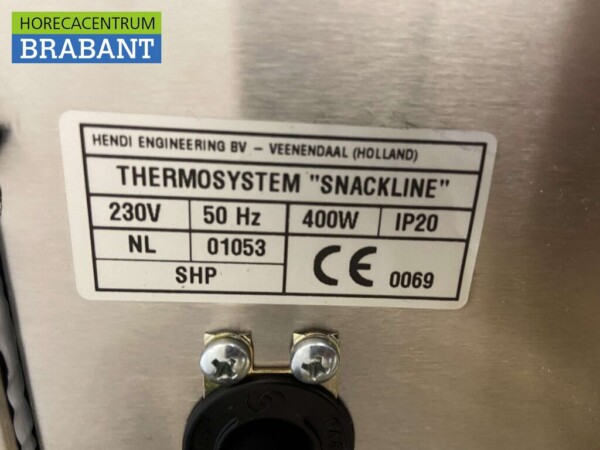 HORECACENTRUM
BRABANT
HENDI ENGINEERING BV – VEENENDAAL (HOLLAND)
THERMOSYSTEM "SNACKLINE"
230V 50 Hz 400W IP20
NL 01053
SHP CE 0069